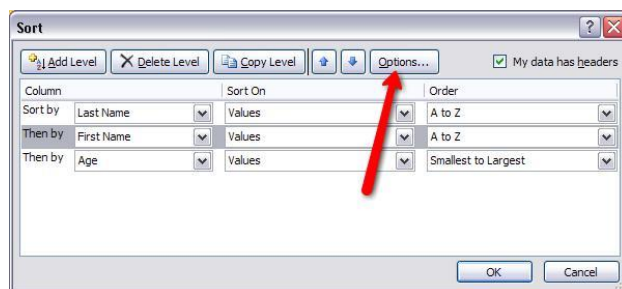 Sort
Add Level Delete Level Copy Level Options... My data has headers
Column Sort On Order
Sort by Last Name Values A to Z
Then by First Name Values A to Z
Then by Age Values Smallest to Largest
OK Cancel